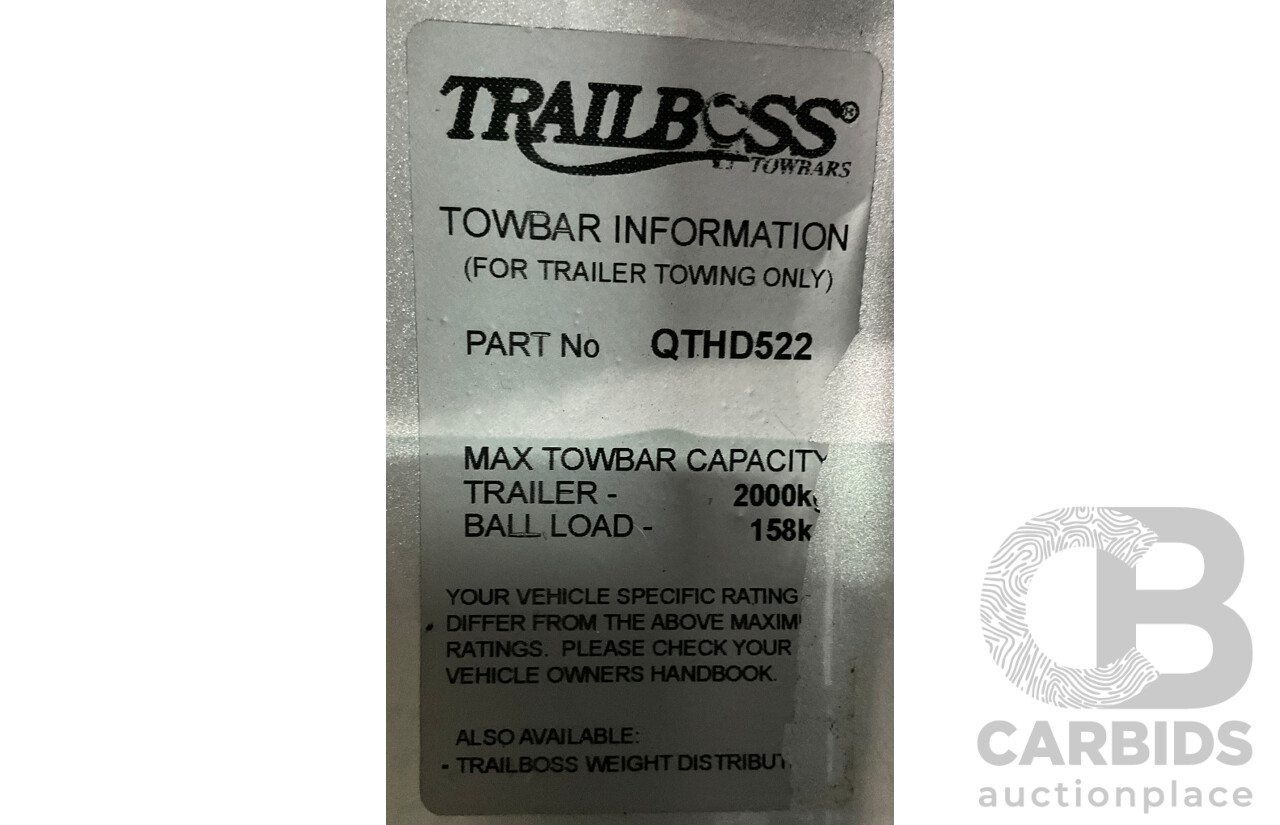 TRAILBOSS®
TOWBARS
TOWBAR INFORMATION
(FOR TRAILER TOWING ONLY)
PART No QTHD522
MAX TOWBAR CAPACITY
TRAILER - 2000kg
BALL LOAD - 158k
YOUR VEHICLE SPECIFIC RATING
DIFFER FROM THE ABOVE MAXIM
RATINGS. PLEASE CHECK YOUR
VEHICLE OWNERS HANDBOOK.
ALSO AVAILABLE:
- TRAILBOSS WEIGHT DISTRIBUT
CB
CARBIDS
auctionplace